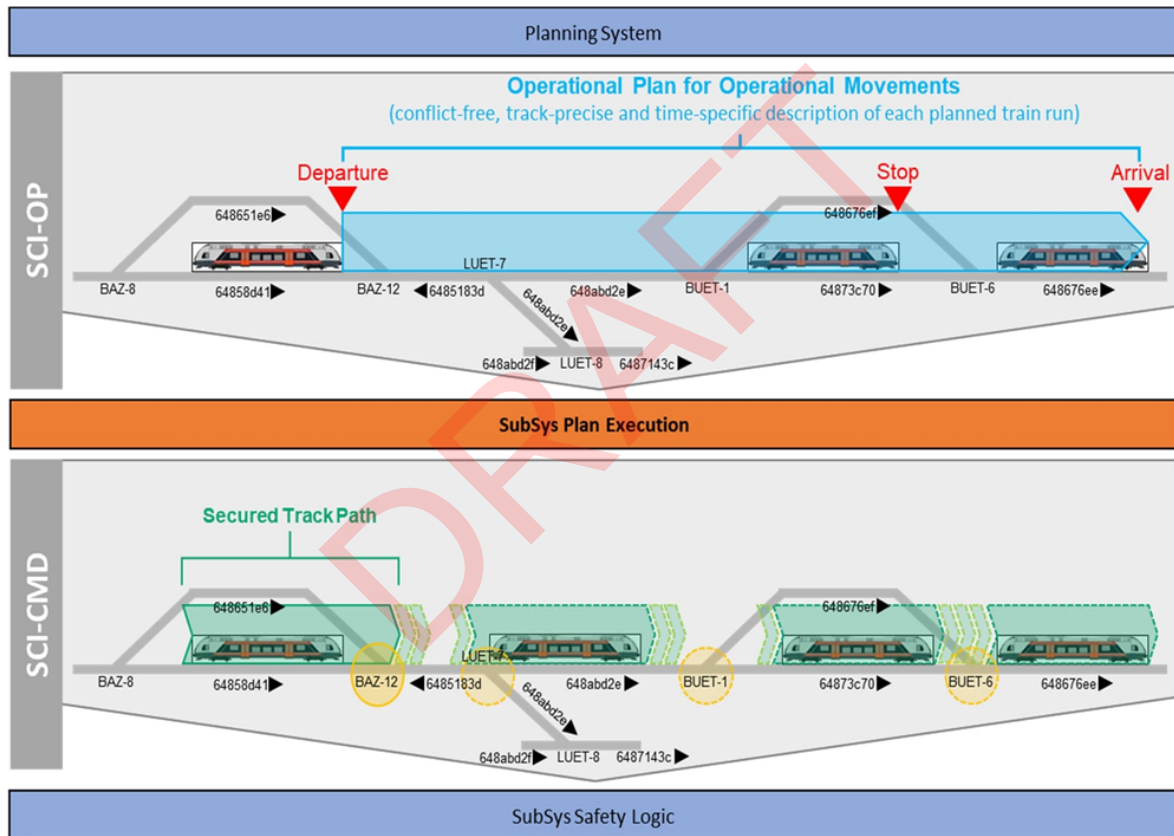 Planning System
SCI-OP
Operational Plan for Operational Movements
(conflict-free, track-precise and time-specific description of each planned train run)
Departure
Stop
Arrival
648651e6
648676ef
LUET-7
BAZ-8
64858d41
BAZ-12
6485183d
648abd2e
BUET-1
64873c70
BUET-6
648676ee
648abd2e
648abd2f
LUET-8
6487143c
SubSys Plan Execution
SCI-CMD
Secured Track Path
648651e6
648676ef
LUET-7
BAZ-8
64858d41
BAZ-12
6485183d
648abd2e
BUET-1
64873c70
BUET-6
648676ee
648abd2e
648abd2f
LUET-8
6487143c
SubSys Safety Logic
DRAFT